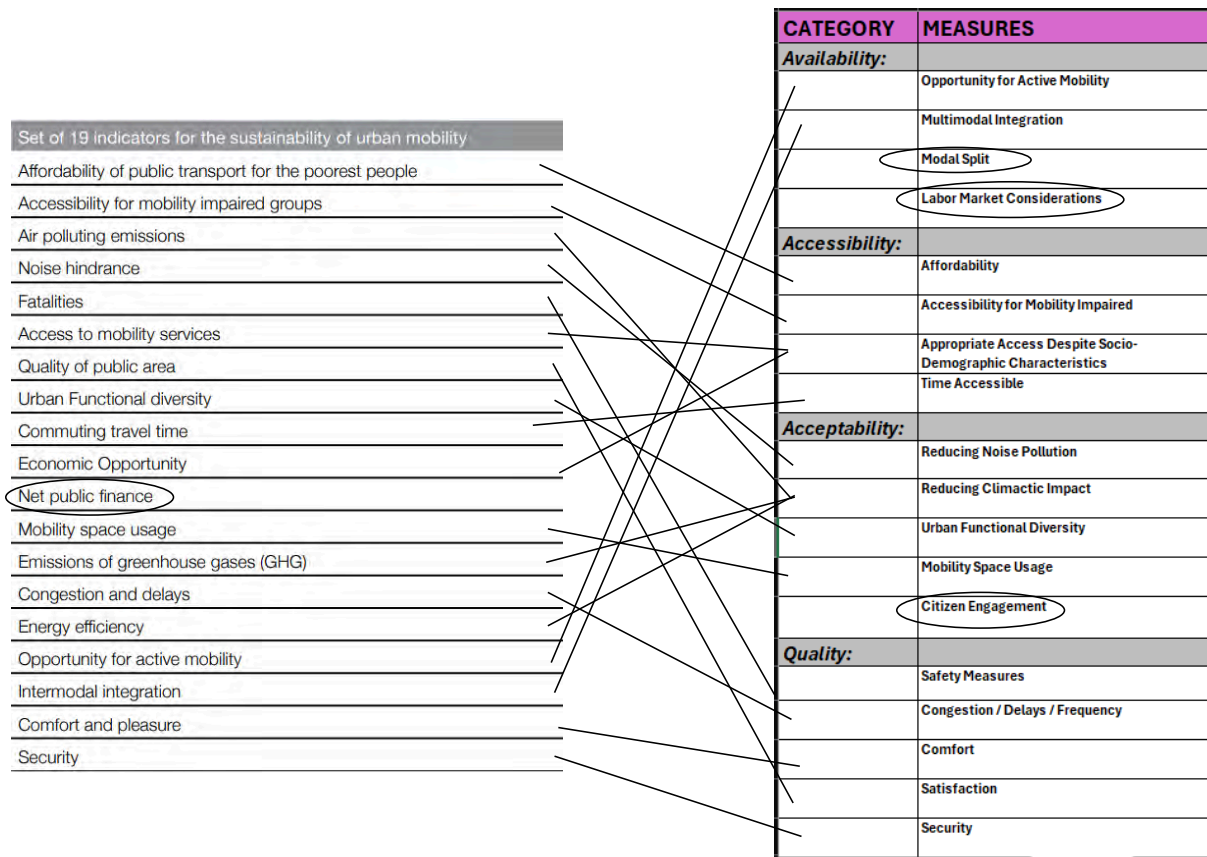 Set of 19 indicators for the sustainability of urban mobility
Affordability of public transport for the poorest people
Accessibility for mobility impaired groups
Air polluting emissions
Noise hindrance
Fatalities
Access to mobility services
Quality of public area
Urban Functional diversity
Commuting travel time
Economic Opportunity
Net public finance
Mobility space usage
Emissions of greenhouse gases (GHG)
Congestion and delays
Energy efficiency
Opportunity for active mobility
Intermodal integration
Comfort and pleasure
Security
CATEGORY MEASURES
Availability:
Opportunity for Active Mobility
Multimodal Integration
Modal Split
Labor Market Considerations
Accessibility:
Affordability
Accessibility for Mobility Impaired
Appropriate Access Despite Socio-
Demographic Characteristics
Time Accessible
Acceptability:
Reducing Noise Pollution
Reducing Climactic Impact
Urban Functional Diversity
Mobility Space Usage
Citizen Engagement
Quality:
Safety Measures
Congestion / Delays / Frequency
Comfort
Satisfaction
Security